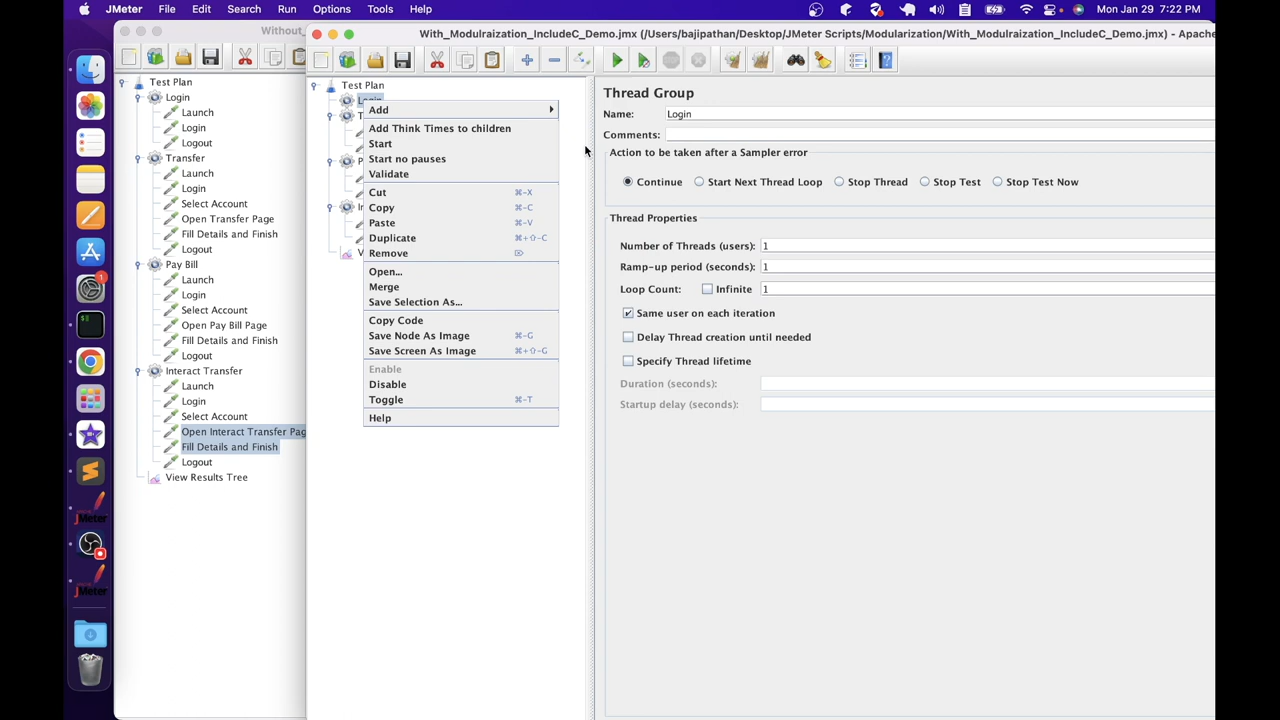 JMeter File Edit Search Run Options Tools Help Mon Jan 29 7:22 PM
Without_
Test Plan
Login
Launch
Login
Logout
Transfer
Launch
Login
Select Account
Open Transfer Page
Fill Details and Finish
Logout
Pay Bill
Launch
Login
Select Account
Open Pay Bill Page
Fill Details and Finish
Logout
Interact Transfer
Launch
Login
Select Account
Open Interact Transfer Pag
Fill Details and Finish
Logout
View Results Tree
With_Modulraization_IncludeC_Demo.jmx (/Users/bajipathan/Desktop/JMeter Scripts/Modularization/With_Modulraization_IncludeC_Demo.jmx) - Apache
Test Plan
Login
T
P
In
V
Add
Add Think Times to children
Start
Start no pauses
Validate
Cut ⌘-X
Copy ⌘-C
Paste ⌘-V
Duplicate ⌘+⇧-C
Remove ⌦
Open...
Merge
Save Selection As...
Copy Code
Save Node As Image ⌘-G
Save Screen As Image ⌘+⇧-G
Enable
Disable
Toggle ⌘-T
Help
Thread Group
Name: Login
Comments:
Action to be taken after a Sampler error
Continue Start Next Thread Loop Stop Thread Stop Test Stop Test Now
Thread Properties
Number of Threads (users): 1
Ramp-up period (seconds): 1
Loop Count: Infinite 1
Same user on each iteration
Delay Thread creation until needed
Specify Thread lifetime
Duration (seconds):
Startup delay (seconds):
1
JMeter
JMeter